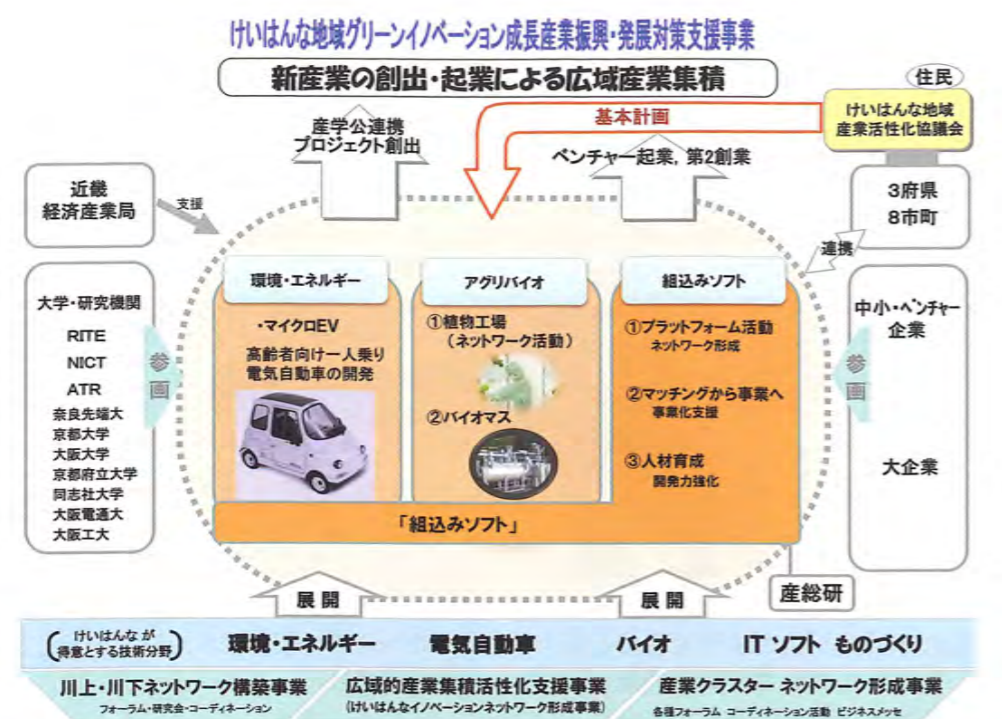 けいはんな地域グリーンイノベーション成長産業振興・発展対策支援事業
新産業の創出・起業による広域産業集積
住民
けいはんな地域
産業活性化協議会
基本計画
産学公連携
プロジェクト創出
ベンチャー起業，第2創業
近畿
経済産業局
支援
3府県
8市町
連携
大学・研究機関
RITE
NICT
ATR
奈良先端大
京都大学
大阪大学
京都府立大学
同志社大学
大阪電通大
大阪工大
参画
環境・エネルギー
・マイクロEV
高齢者向け一人乗り
電気自動車の開発
アグリバイオ
①植物工場
（ネットワーク活動）
②バイオマス
組込みソフト
①プラットフォーム活動
ネットワーク形成
②マッチングから事業へ
事業化支援
③人材育成
開発力強化
「組込みソフト」
参画
中小・ベンチャー
企業
大企業
産総研
展開
展開
けいはんな が
得意とする技術分野
環境・エネルギー
電気自動車
バイオ
IT ソフト ものづくり
川上・川下ネットワーク構築事業
フォーラム・研究会・コーディネーション
広域的産業集積活性化支援事業
(けいはんなイノベーションネットワーク形成事業)
産業クラスター ネットワーク形成事業
各種フォーラム コーディネーション活動 ビジネスメッセ